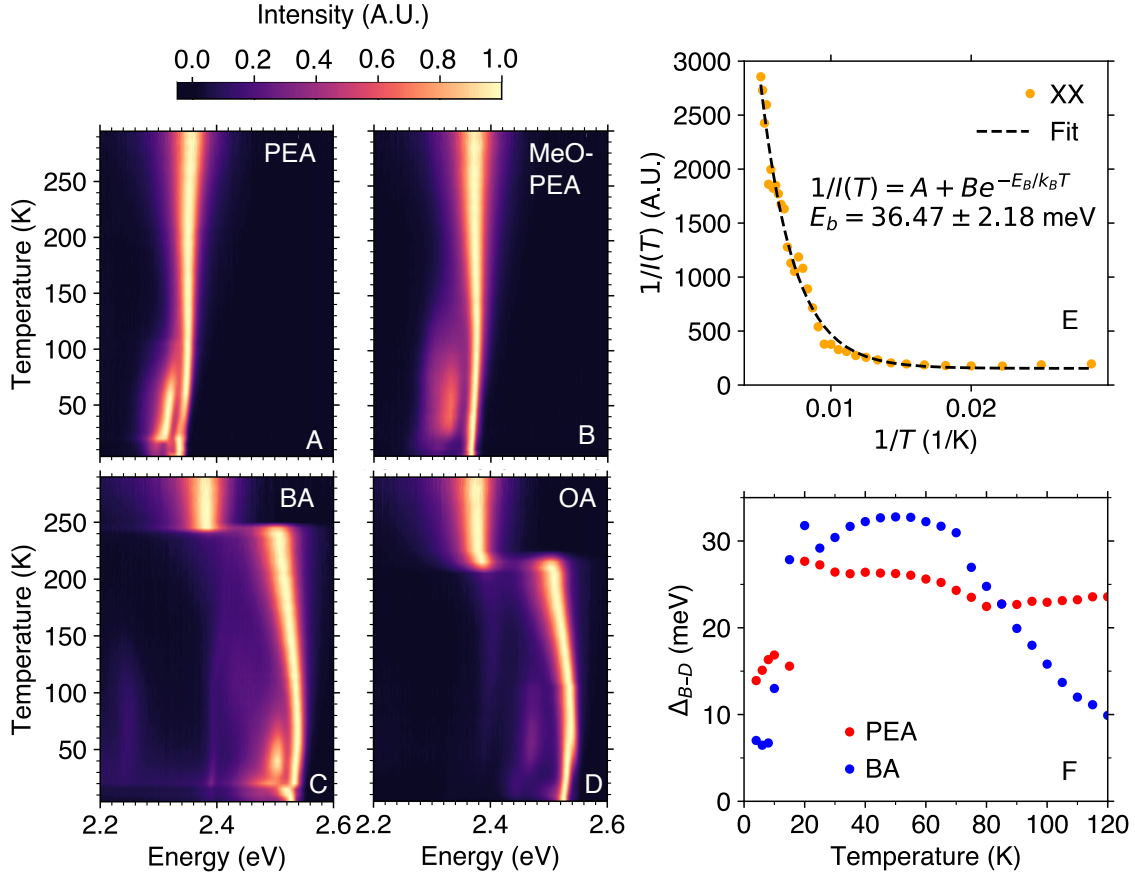 Intensity (A.U.)
0.0 0.2 0.4 0.6 0.8 1.0
PEA
MeO-
PEA
Temperature (K)
250
200
150
100
50
A
B
BA
OA
Temperature (K)
250
200
150
100
50
C
D
2.2 2.4 2.6 2.2 2.4 2.6
Energy (eV)
Energy (eV)
3000
2500
2000
1500
1000
500
0
1/I(T) (A.U.)
XX
Fit
1/I(T) = A + Be^{−E_B/k_BT}
E_b = 36.47 ± 2.18 meV
E
0.01 0.02
1/T (1/K)
30
20
10
0
Δ_{B−D} (meV)
PEA
BA
F
0 20 40 60 80 100 120
Temperature (K)